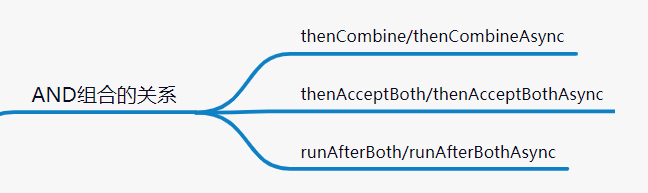 thenCombine/thenCombineAsync
AND组合的关系
thenAcceptBoth/thenAcceptBothAsync
runAfterBoth/runAfterBothAsync